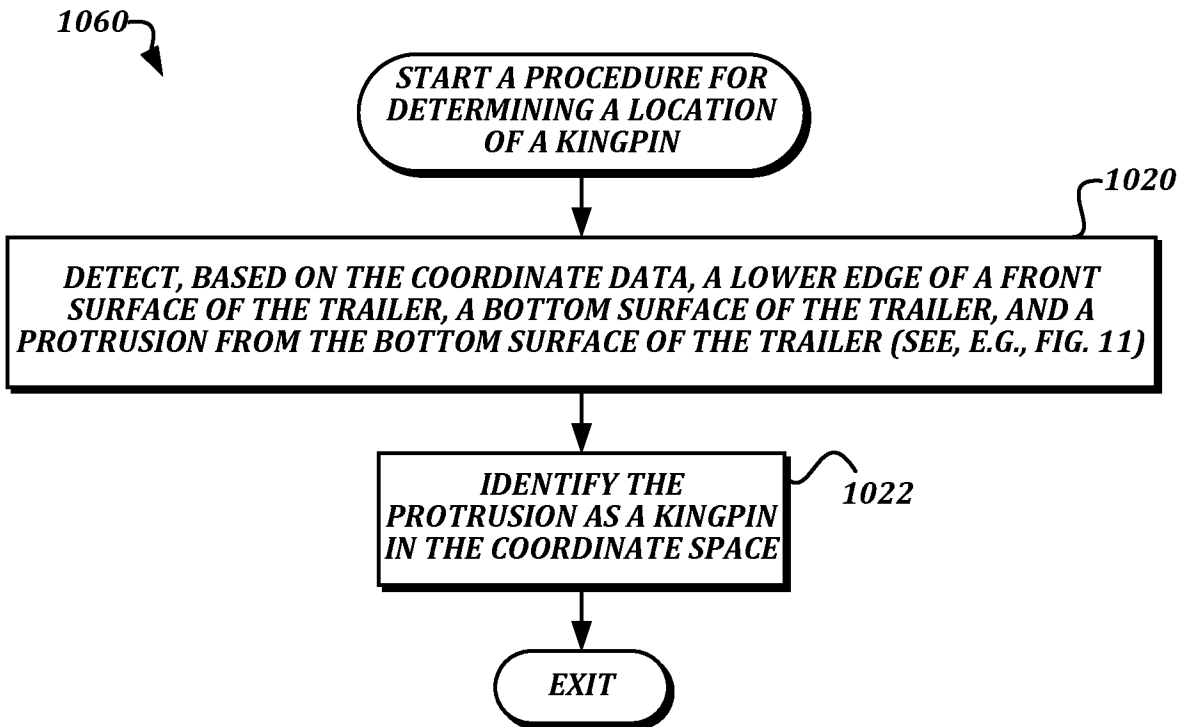 1060
START A PROCEDURE FOR
DETERMINING A LOCATION
OF A KINGPIN
1020
DETECT, BASED ON THE COORDINATE DATA, A LOWER EDGE OF A FRONT
SURFACE OF THE TRAILER, A BOTTOM SURFACE OF THE TRAILER, AND A
PROTRUSION FROM THE BOTTOM SURFACE OF THE TRAILER (SEE, E.G., FIG. 11)
IDENTIFY THE
PROTRUSION AS A KINGPIN
IN THE COORDINATE SPACE
1022
EXIT